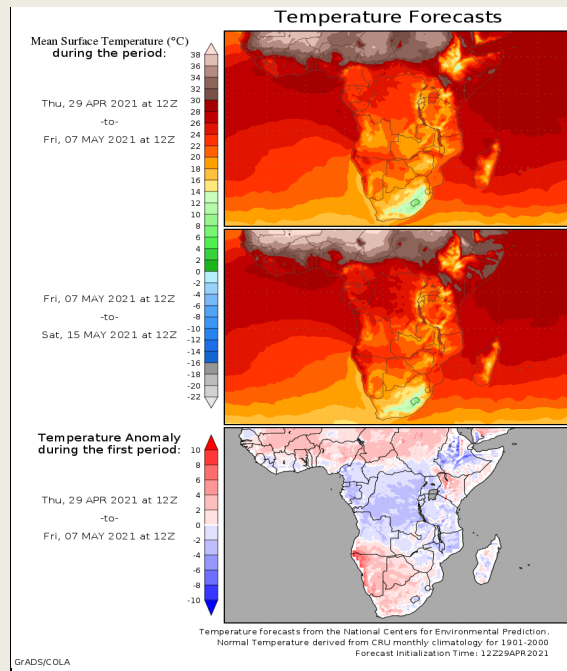 Temperature Forecasts
Mean Surface Temperature (°C)
during the period:
Thu, 29 APR 2021 at 12Z
-to-
Fri, 07 MAY 2021 at 12Z
38
36
34
32
30
28
26
24
22
20
18
16
14
12
10
8
6
4
2
0
-2
-4
-6
-8
-10
-12
-14
-16
-18
-20
-22
Fri, 07 MAY 2021 at 12Z
-to-
Sat, 15 MAY 2021 at 12Z
Temperature Anomaly
during the first period:
Thu, 29 APR 2021 at 12Z
-to-
Fri, 07 MAY 2021 at 12Z
10
8
6
4
2
0
-2
-4
-6
-8
-10
Temperature forecasts from the National Centers for Environmental Prediction.
Normal Temperature derived from CRU monthly climatology for 1901-2000
Forecast Initialization Time: 12Z29APR2021
GrADS/COLA